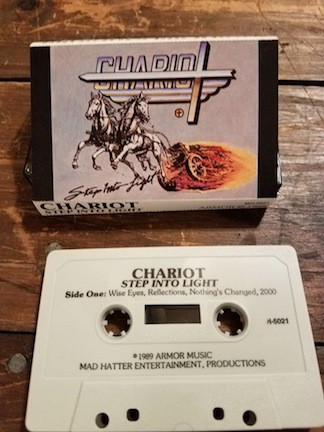 CHARIOT
Step Into Light
CHARIOT
STEP INTO LIGHT
CHARIOT
STEP INTO LIGHT
Side One: Wise Eyes, Reflections, Nothing's Changed, 2000
℗1989 ARMOR MUSIC
MAD HATTER ENTERTAINMENT, PRODUCTIONS